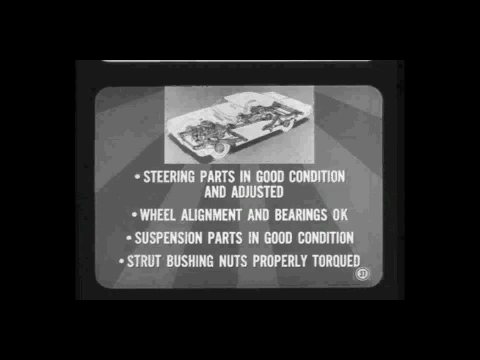 • STEERING PARTS IN GOOD CONDITION
AND ADJUSTED
• WHEEL ALIGNMENT AND BEARINGS OK
• SUSPENSION PARTS IN GOOD CONDITION
• STRUT BUSHING NUTS PROPERLY TORQUED